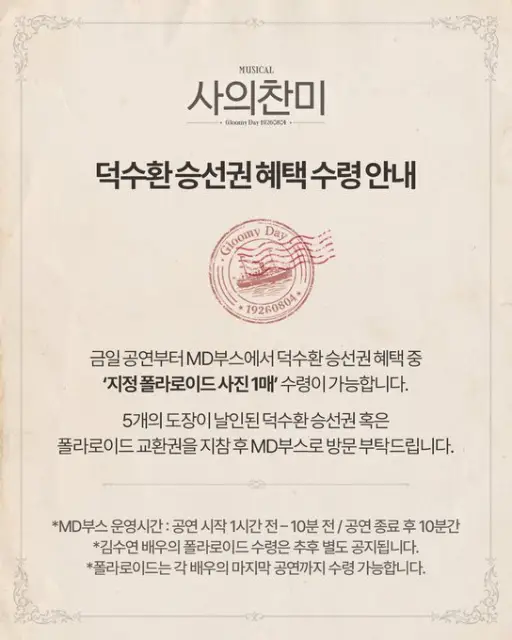 MUSICAL
사의찬미
Gloomy Day 19260804
덕수환 승선권 혜택 수령 안내
Gloomy Day
19260804
금일 공연부터 MD부스에서 덕수환 승선권 혜택 중
‘지정 폴라로이드 사진 1매’ 수령이 가능합니다.
5개의 도장이 날인된 덕수환 승선권 혹은
폴라로이드 교환권을 지참 후 MD부스로 방문 부탁드립니다.
*MD부스 운영시간 : 공연 시작 1시간 전 – 10분 전 / 공연 종료 후 10분간
*김수연 배우의 폴라로이드 수령은 추후 별도 공지됩니다.
*폴라로이드는 각 배우의 마지막 공연까지 수령 가능합니다.